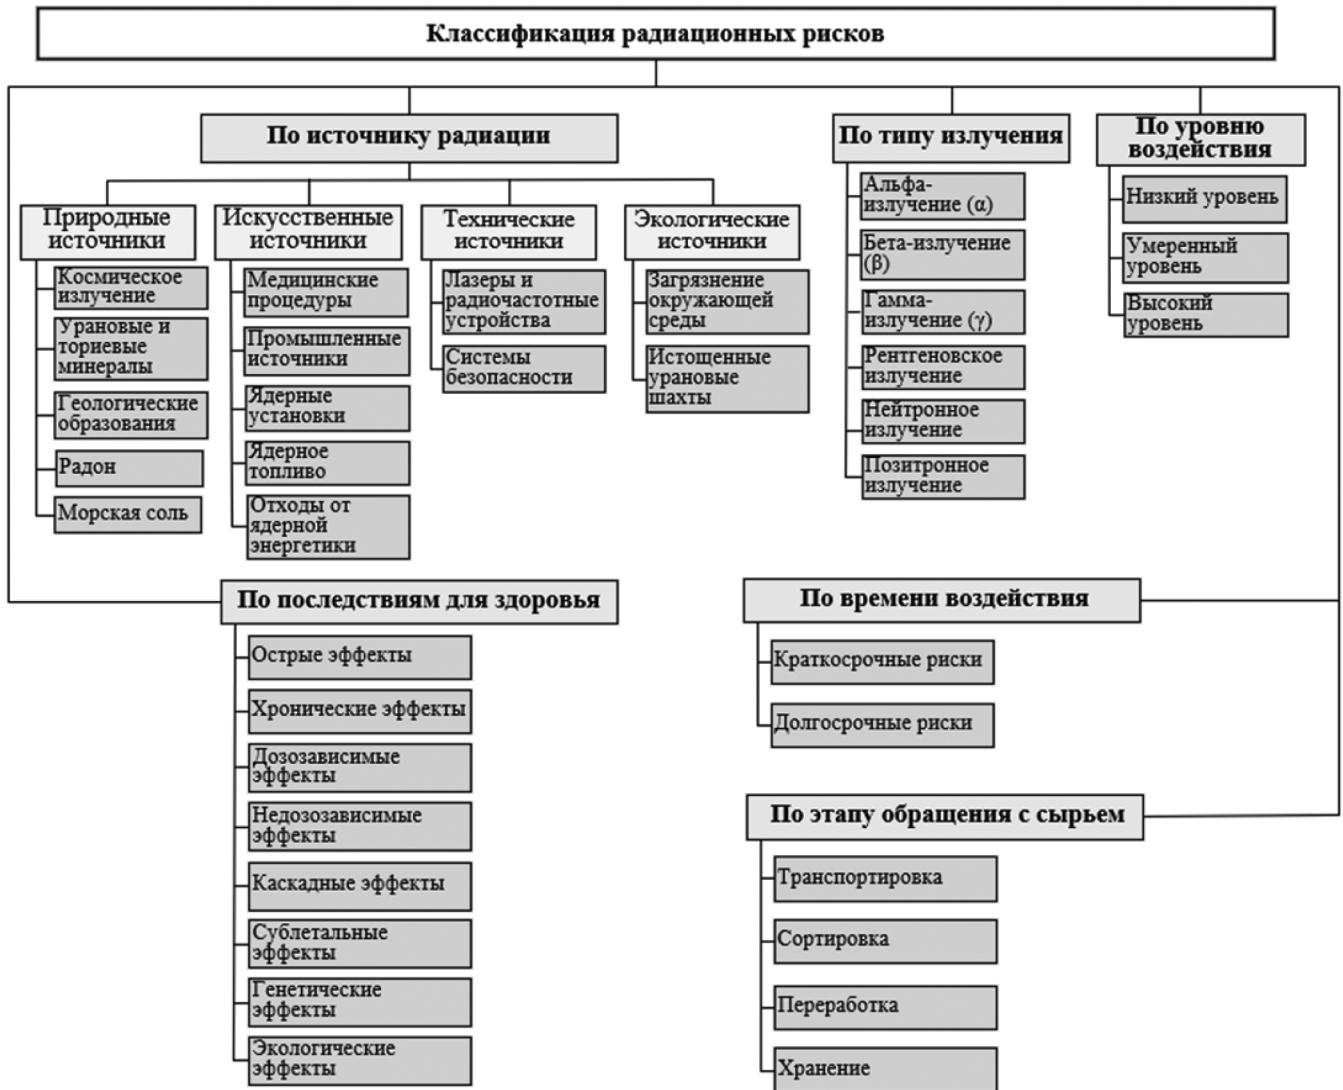 Классификация радиационных рисков
По источнику радиации
Природные
источники
Космическое
излучение
Урановые и
ториевые
минералы
Геологические
образования
Радон
Морская соль
Искусственные
источники
Медицинские
процедуры
Промышленные
источники
Ядерные
установки
Ядерное
топливо
Отходы от
ядерной
энергетики
Технические
источники
Лазеры и
радиочастотные
устройства
Системы
безопасности
Экологические
источники
Загрязнение
окружающей
среды
Истощенные
урановые
шахты
По типу излучения
Альфа-
излучение (α)
Бета-излучение
(β)
Гамма-
излучение (γ)
Рентгеновское
излучение
Нейтронное
излучение
Позитронное
излучение
По уровню
воздействия
Низкий уровень
Умеренный
уровень
Высокий
уровень
По последствиям для здоровья
Острые эффекты
Хронические эффекты
Дозозависимые
эффекты
Недозозависимые
эффекты
Каскадные эффекты
Сублетальные
эффекты
Генетические
эффекты
Экологические
эффекты
По времени воздействия
Краткосрочные риски
Долгосрочные риски
По этапу обращения с сырьем
Транспортировка
Сортировка
Переработка
Хранение